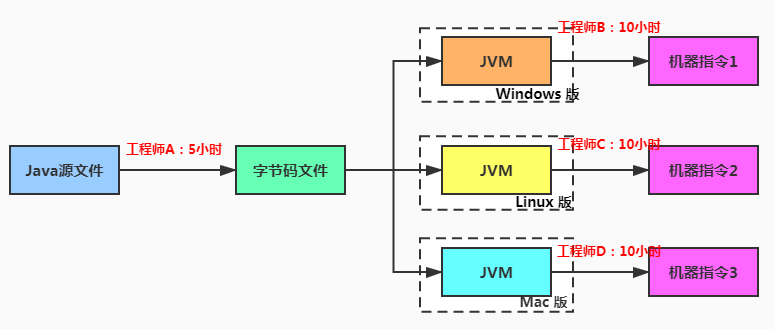 工程师B：10小时
JVM
机器指令1
Windows 版
工程师A：5小时
工程师C：10小时
Java源文件
字节码文件
JVM
机器指令2
Linux 版
工程师D：10小时
JVM
机器指令3
Mac 版